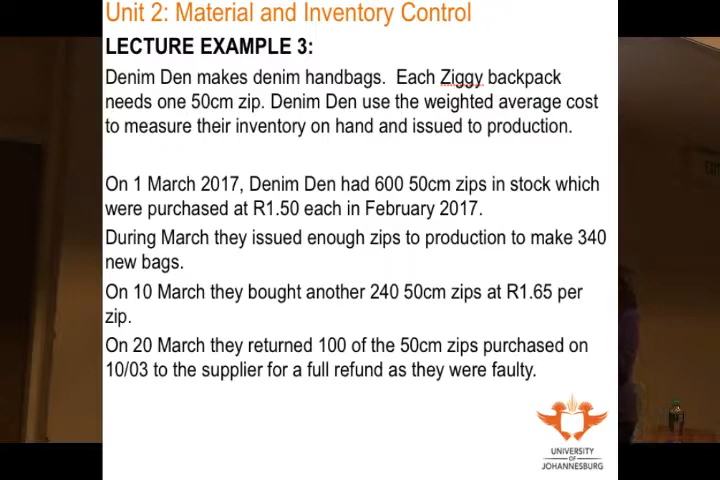 Unit 2: Material and Inventory Control
LECTURE EXAMPLE 3:
Denim Den makes denim handbags. Each Ziggy backpack
needs one 50cm zip. Denim Den use the weighted average cost
to measure their inventory on hand and issued to production.
On 1 March 2017, Denim Den had 600 50cm zips in stock which
were purchased at R1.50 each in February 2017.
During March they issued enough zips to production to make 340
new bags.
On 10 March they bought another 240 50cm zips at R1.65 per
zip.
On 20 March they returned 100 of the 50cm zips purchased on
10/03 to the supplier for a full refund as they were faulty.
UNIVERSITY
OF
JOHANNESBURG